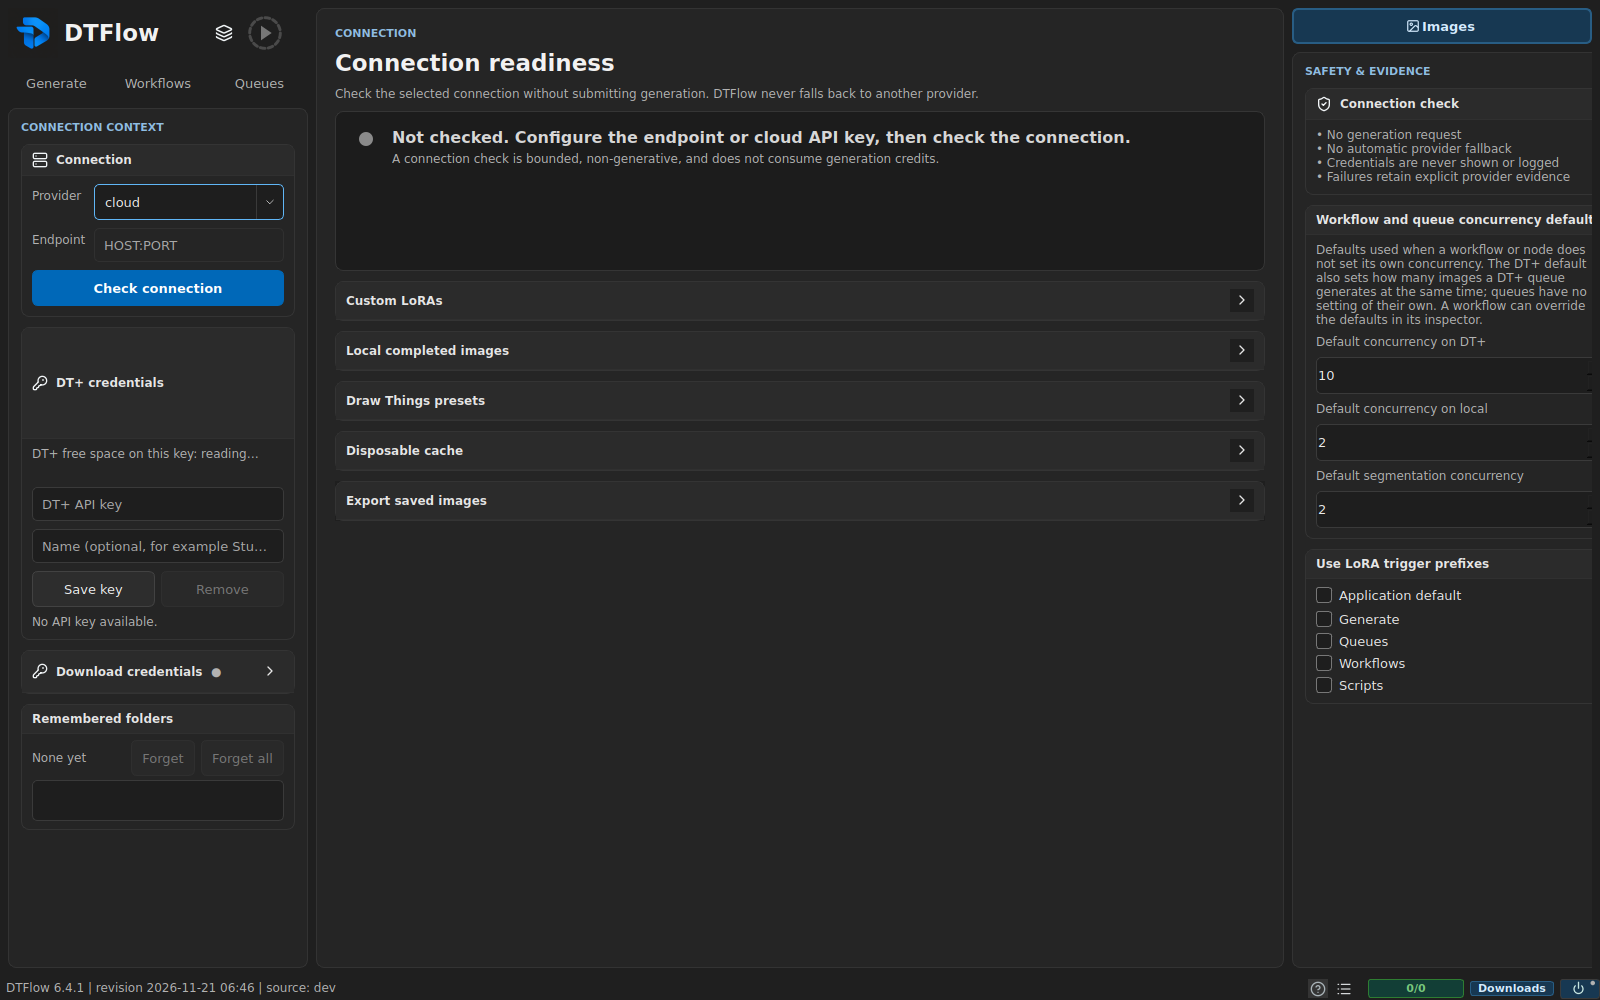 DTFlow
Generate
Workflows
Queues
CONNECTION CONTEXT
Connection
Provider
cloud
Endpoint
HOST:PORT
Check connection
DT+ credentials
DT+ free space on this key: reading...
DT+ API key
Name (optional, for example Stu...
Save key
Remove
No API key available.
Download credentials
Remembered folders
None yet
Forget
Forget all
CONNECTION
Connection readiness
Check the selected connection without submitting generation. DTFlow never falls back to another provider.
Not checked. Configure the endpoint or cloud API key, then check the connection.
A connection check is bounded, non-generative, and does not consume generation credits.
Custom LoRAs
Local completed images
Draw Things presets
Disposable cache
Export saved images
Images
SAFETY & EVIDENCE
Connection check
• No generation request
• No automatic provider fallback
• Credentials are never shown or logged
• Failures retain explicit provider evidence
Workflow and queue concurrency default
Defaults used when a workflow or node does
not set its own concurrency. The DT+ default
also sets how many images a DT+ queue
generates at the same time; queues have no
setting of their own. A workflow can override
the defaults in its inspector.
Default concurrency on DT+
10
Default concurrency on local
2
Default segmentation concurrency
2
Use LoRA trigger prefixes
Application default
Generate
Queues
Workflows
Scripts
DTFlow 6.4.1 | revision 2026-11-21 06:46 | source: dev
0/0
Downloads